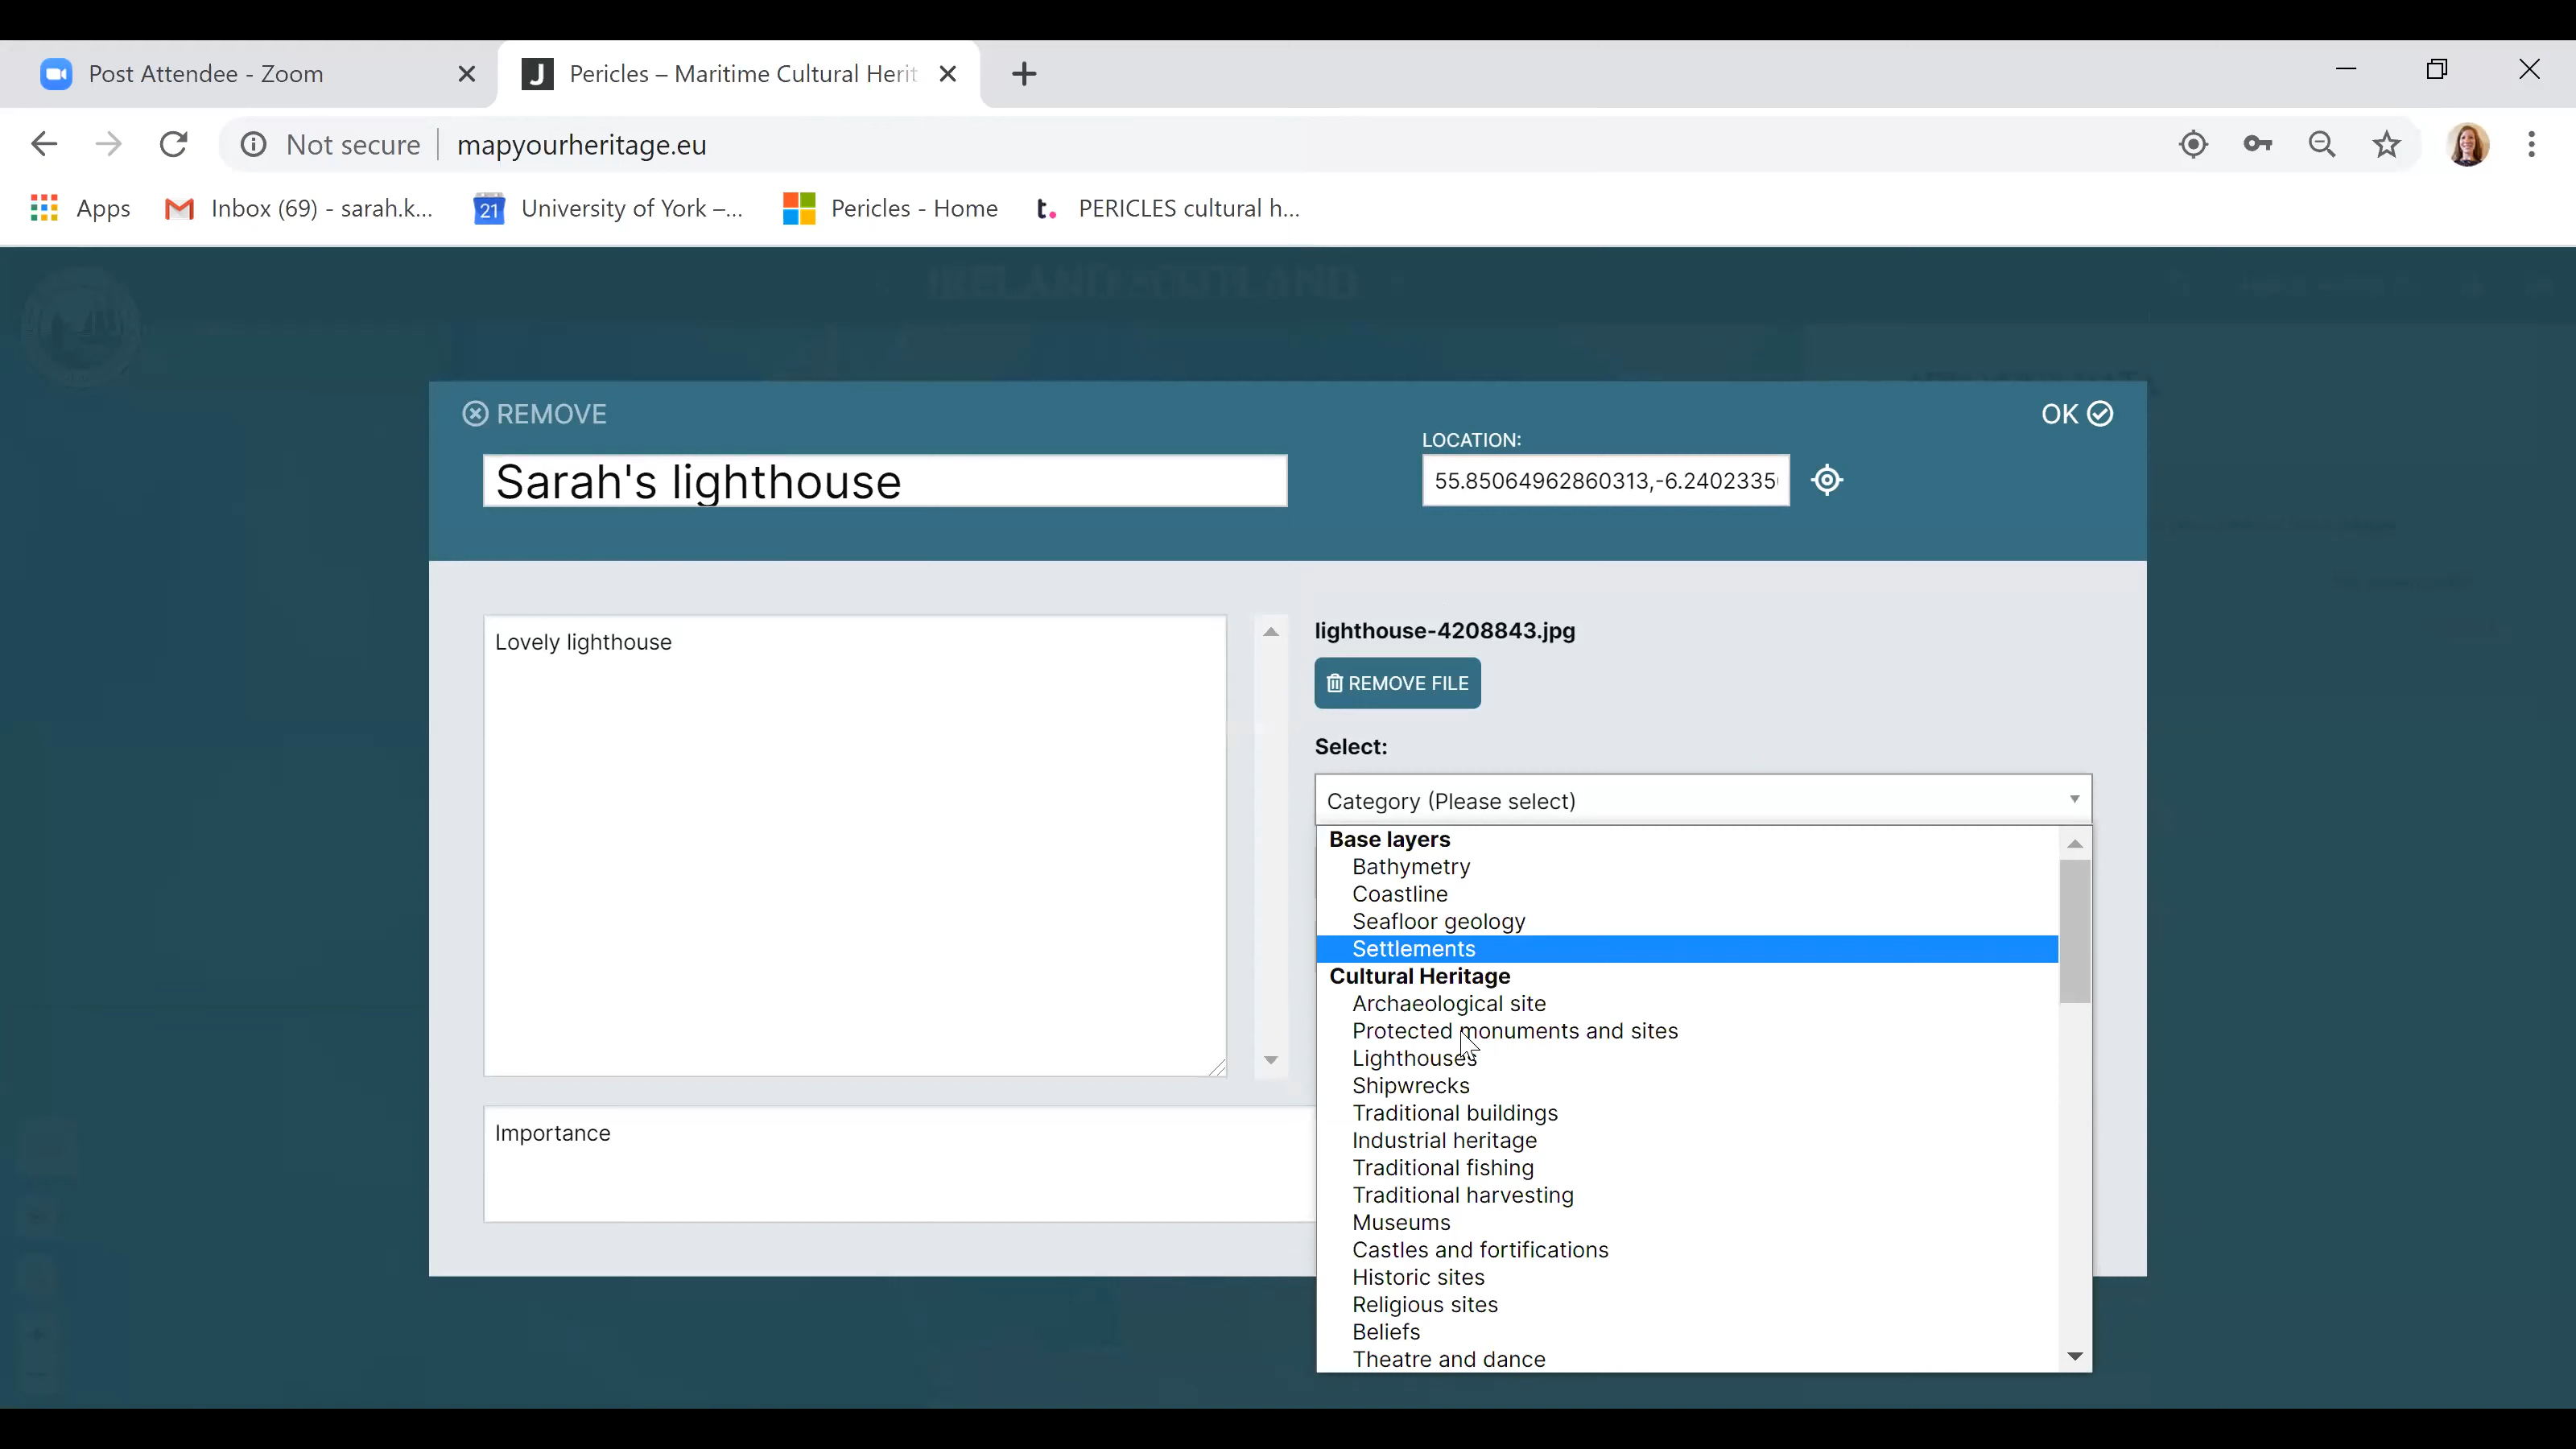 Post Attendee - Zoom
Pericles – Maritime Cultural Herit
Not secure
mapyourheritage.eu
Apps
Inbox (69) - sarah.k...
21
University of York –...
Pericles - Home
t.
PERICLES cultural h...
REMOVE
OK
LOCATION:
Sarah's lighthouse
55.85064962860313,-6.2402335
Lovely lighthouse
lighthouse-4208843.jpg
REMOVE FILE
Select:
Category (Please select)
Base layers
Bathymetry
Coastline
Seafloor geology
Settlements
Cultural Heritage
Archaeological site
Protected monuments and sites
Lighthouses
Shipwrecks
Traditional buildings
Industrial heritage
Traditional fishing
Traditional harvesting
Museums
Castles and fortifications
Historic sites
Religious sites
Beliefs
Theatre and dance
Importance